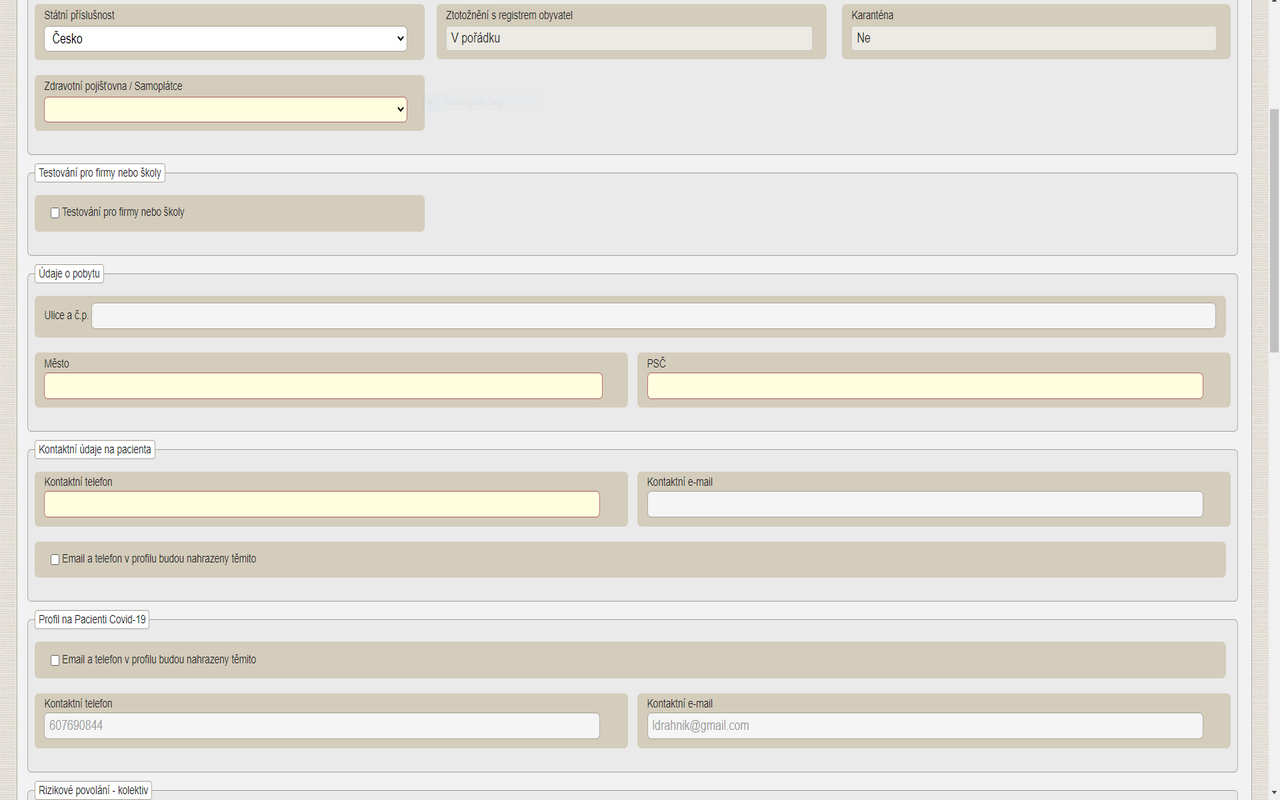 Státní příslušnost
Česko
Ztotožnění s registrem obyvatel
V pořádku
Karanténa
Ne
Zdravotní pojišťovna / Samoplátce
Testování pro firmy nebo školy
Testování pro firmy nebo školy
Údaje o pobytu
Ulice a č.p.
Město
PSČ
Kontaktní údaje na pacienta
Kontaktní telefon
Kontaktní e-mail
Email a telefon v profilu budou nahrazeny těmito
Profil na Pacienti Covid-19
Email a telefon v profilu budou nahrazeny těmito
Kontaktní telefon
607690844
Kontaktní e-mail
ldrahnik@gmail.com
Rizikové povolání - kolektiv